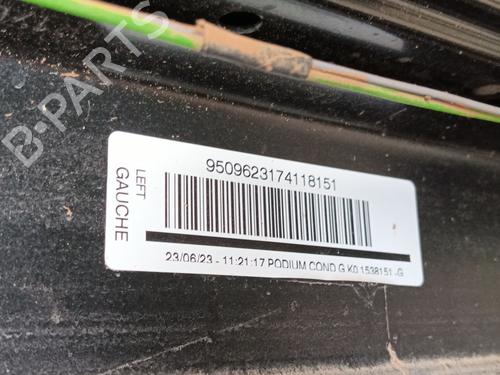 B-PARTS
LEFT
GAUCHE
9509623174118151
23/06/23 - 11:21:17 PODIUM COND G K0 1538151 -G